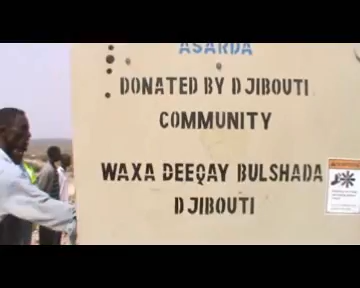 ASARDA
DONATED BY DJIBOUTI
COMMUNITY
WAXA DEEQAY BULSHADA
DJIBOUTI